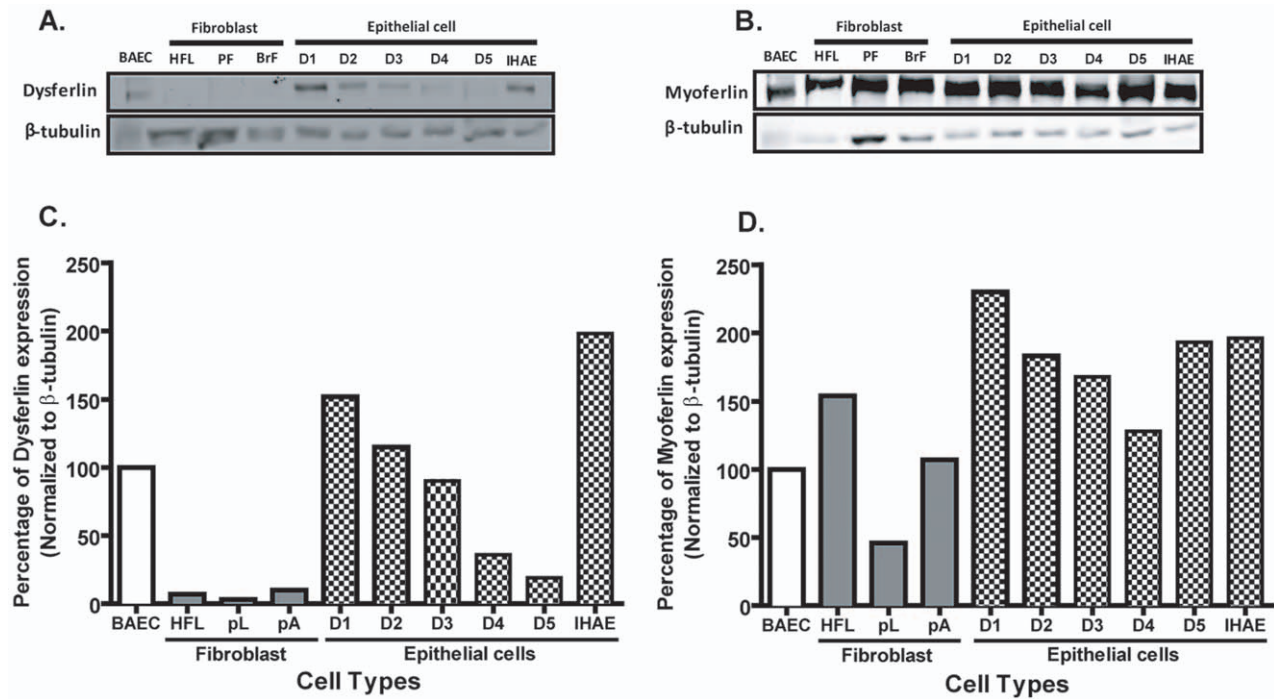 A.
Fibroblast Epithelial cell
BAEC HFL PF BrF D1 D2 D3 D4 D5 IHAE
Dysferlin
β-tubulin
B.
Fibroblast Epithelial cell
BAEC HFL PF BrF D1 D2 D3 D4 D5 IHAE
Myoferlin
β-tubulin
C.
Percentage of Dysferlin expression
(Normalized to β-tubulin)
250
200
150
100
50
0
BAEC HFL pL pA D1 D2 D3 D4 D5 IHAE
Fibroblast Epithelial cells
Cell Types
D.
Percentage of Myoferlin expression
(Normalized to β-tubulin)
250
200
150
100
50
0
BAEC HFL pL pA D1 D2 D3 D4 D5 IHAE
Fibroblast Epithelial cells
Cell Types